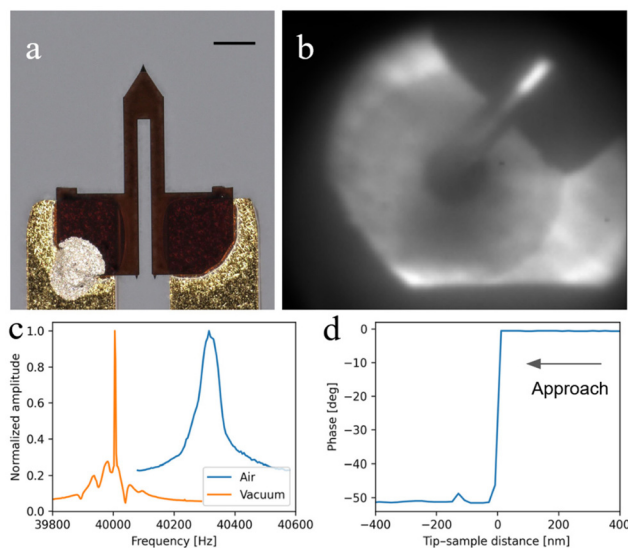 a
b
c
Normalized amplitude
1.0
0.8
0.6
0.4
0.2
0.0
39800 40000 40200 40400 40600
Frequency [Hz]
Air
Vacuum
d
Phase [deg]
0
−10
−20
−30
−40
−50
−400 −200 0 200 400
Tip–sample distance [nm]
Approach